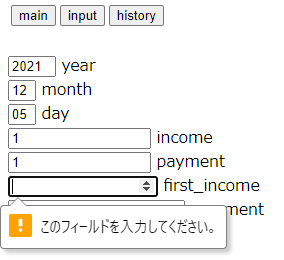 main input history
2021 year
12 month
05 day
1 income
1 payment
first_income
ment
このフィールドを入力してください。